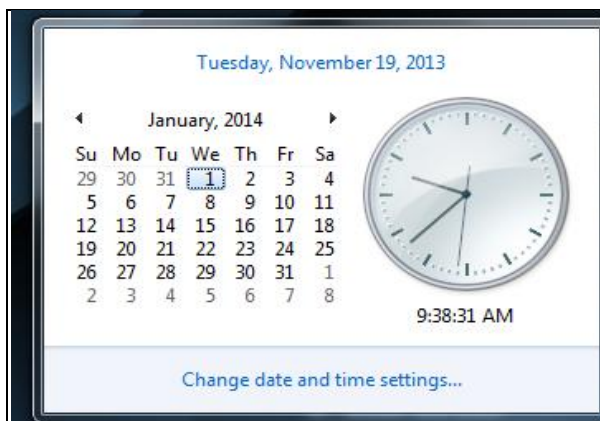 Tuesday, November 19, 2013
January, 2014
Su Mo Tu We Th Fr Sa
29 30 31 1 2 3 4
5 6 7 8 9 10 11
12 13 14 15 16 17 18
19 20 21 22 23 24 25
26 27 28 29 30 31 1
2 3 4 5 6 7 8
9:38:31 AM
Change date and time settings...